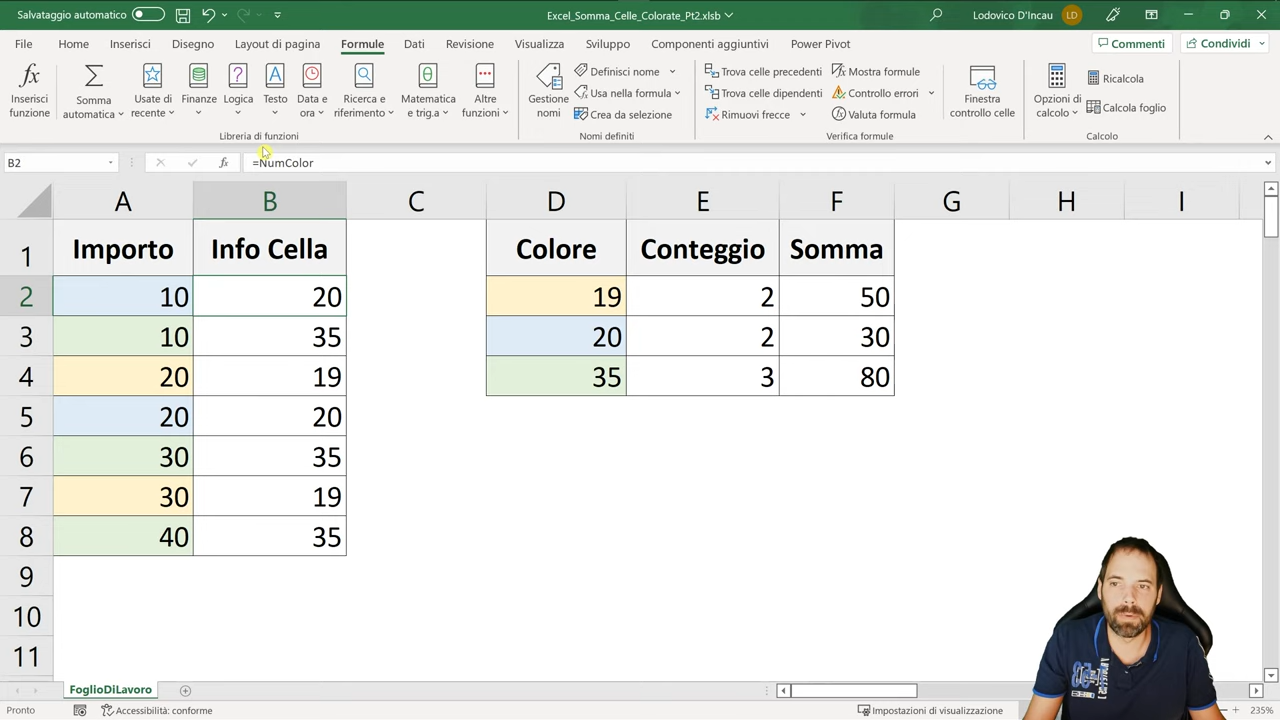 Salvataggio automatico
Excel_Somma_Celle_Colorate_Pt2.xlsb
Lodovico D'Incau LD
File Home Inserisci Disegno Layout di pagina Formule Dati Revisione Visualizza Sviluppo Componenti aggiuntivi Power Pivot Commenti Condividi
Inserisci funzione
Somma automatica
Usate di recente
Finanze
Logica
Testo
Data e ora
Ricerca e riferimento
Matematica e trig.a
Altre funzioni
Libreria di funzioni
Gestione nomi
Definisci nome
Usa nella formula
Crea da selezione
Nomi definiti
Trova celle precedenti
Trova celle dipendenti
Rimuovi frecce
Mostra formule
Controllo errori
Valuta formula
Verifica formule
Finestra controllo celle
Opzioni di calcolo
Ricalcola
Calcola foglio
Calcolo
B2 fx =NumColor
A B C D E F G H I
1 Importo Info Cella Colore Conteggio Somma
2 10 20 19 2 50
3 10 35 20 2 30
4 20 19 35 3 80
5 20 20
6 30 35
7 30 19
8 40 35
9
10
11
FoglioDiLavoro
Pronto Accessibilità: conforme Impostazioni di visualizzazione 235%